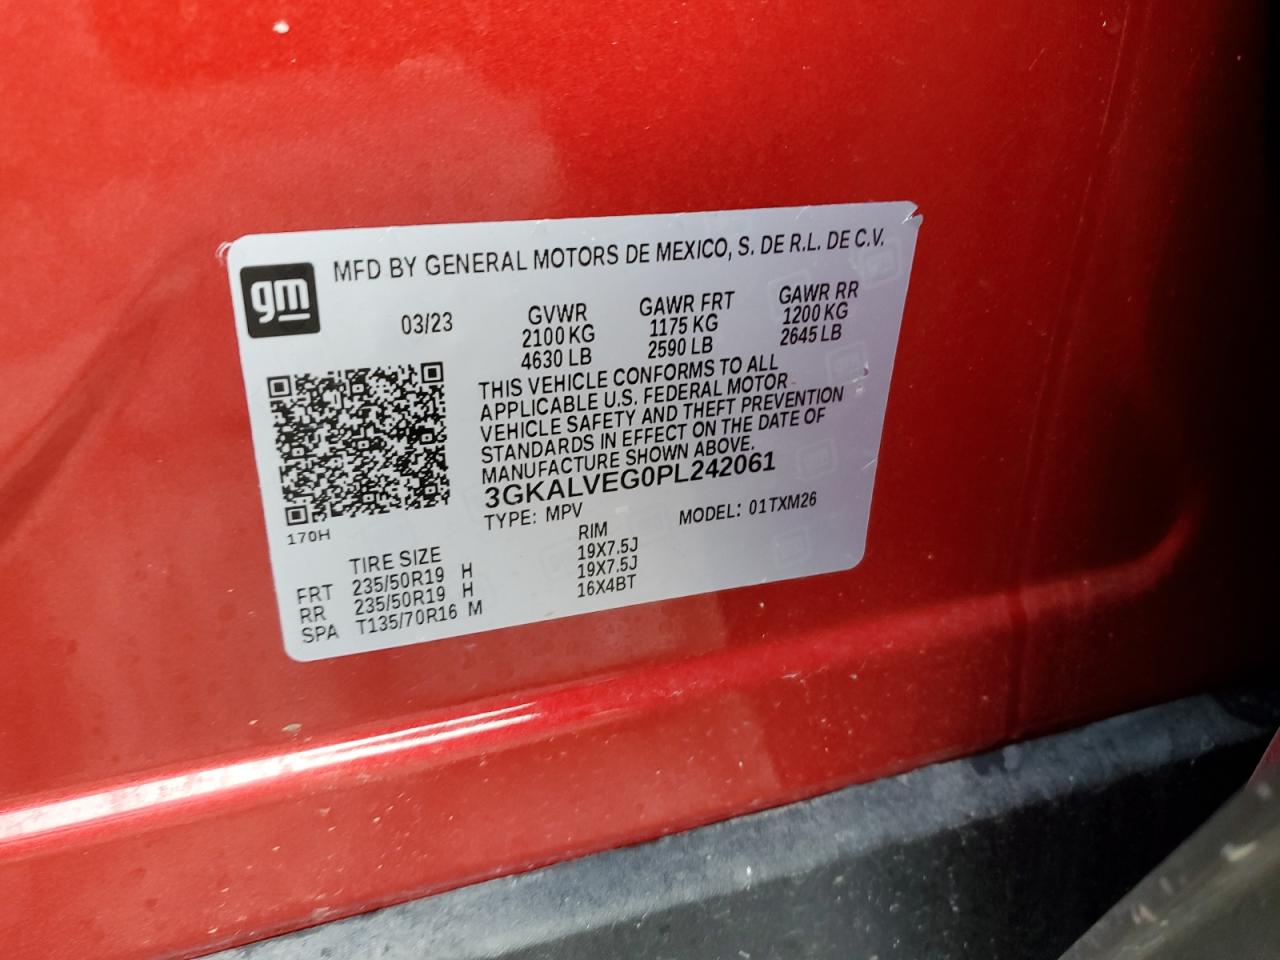 gm
MFD BY GENERAL MOTORS DE MEXICO, S. DE R.L. DE C.V.
03/23
GVWR
2100 KG
4630 LB
GAWR FRT
1175 KG
2590 LB
GAWR RR
1200 KG
2645 LB
THIS VEHICLE CONFORMS TO ALL
APPLICABLE U.S. FEDERAL MOTOR
VEHICLE SAFETY AND THEFT PREVENTION
STANDARDS IN EFFECT ON THE DATE OF
MANUFACTURE SHOWN ABOVE.
3GKALVEG0PL242061
TYPE: MPV MODEL: 01TXM26
170H
TIRE SIZE RIM
FRT 235/50R19 H 19X7.5J
RR 235/50R19 H 19X7.5J
SPA T135/70R16 M 16X4BT